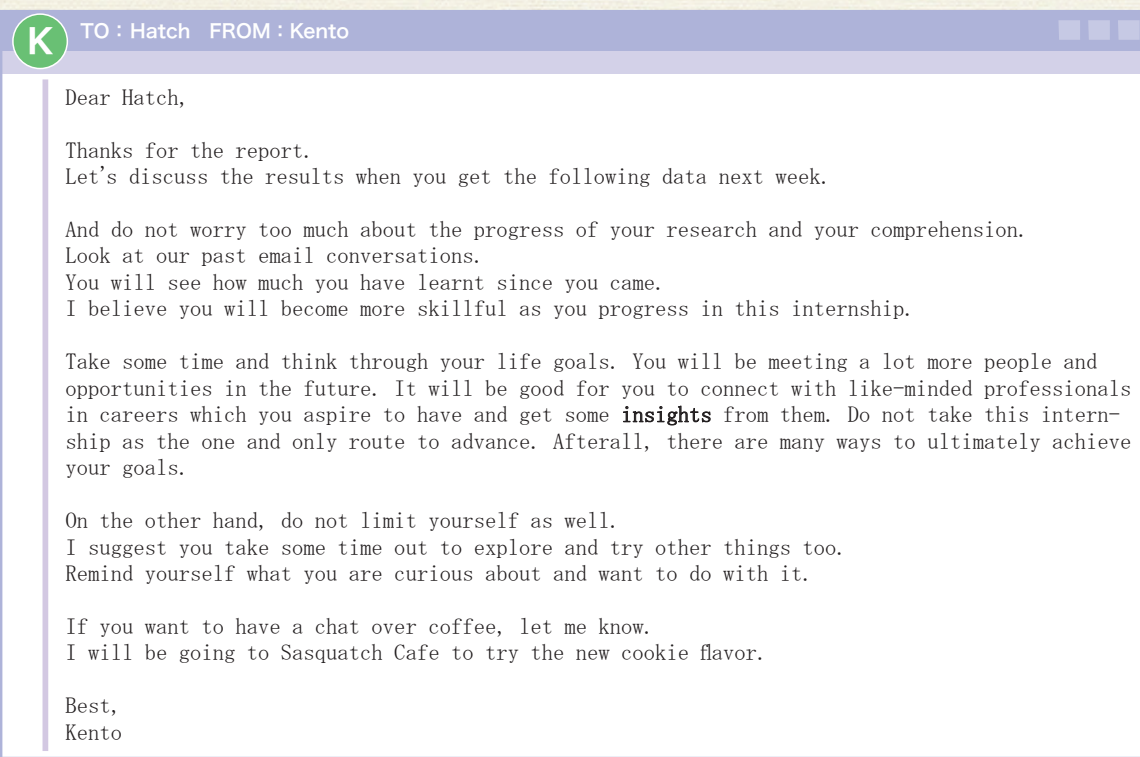 K
TO：Hatch FROM：Kento
Dear Hatch,
Thanks for the report.
Let's discuss the results when you get the following data next week.
And do not worry too much about the progress of your research and your comprehension.
Look at our past email conversations.
You will see how much you have learnt since you came.
I believe you will become more skillful as you progress in this internship.
Take some time and think through your life goals. You will be meeting a lot more people and
opportunities in the future. It will be good for you to connect with like-minded professionals
in careers which you aspire to have and get some insights from them. Do not take this intern-
ship as the one and only route to advance. Afterall, there are many ways to ultimately achieve
your goals.
On the other hand, do not limit yourself as well.
I suggest you take some time out to explore and try other things too.
Remind yourself what you are curious about and want to do with it.
If you want to have a chat over coffee, let me know.
I will be going to Sasquatch Cafe to try the new cookie flavor.
Best,
Kento